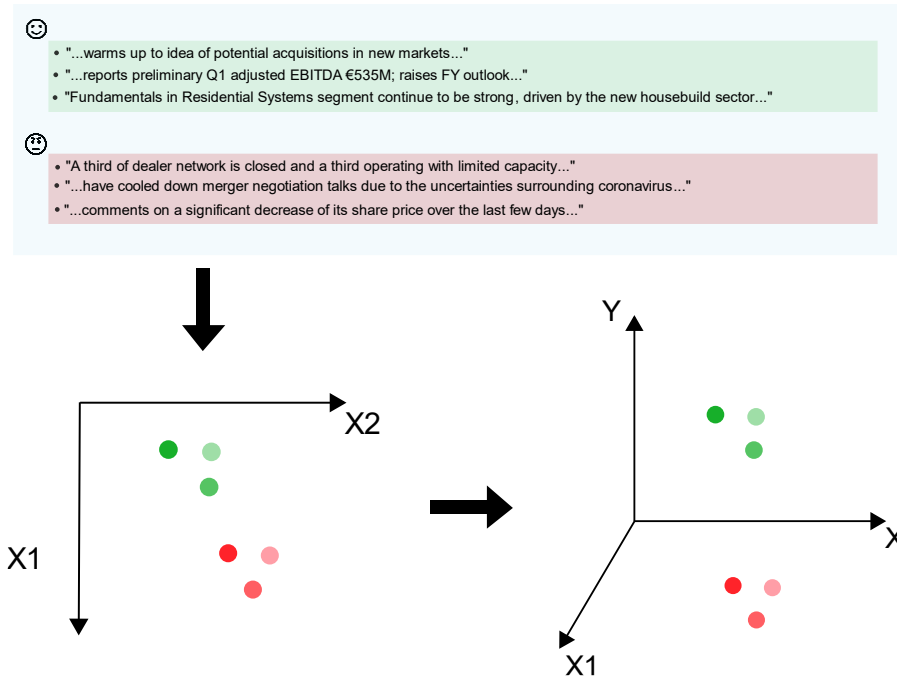 "...warms up to idea of potential acquisitions in new markets..."
"...reports preliminary Q1 adjusted EBITDA €535M; raises FY outlook..."
"Fundamentals in Residential Systems segment continue to be strong, driven by the new housebuild sector..."
"A third of dealer network is closed and a third operating with limited capacity..."
"...have cooled down merger negotiation talks due to the uncertainties surrounding coronavirus..."
"...comments on a significant decrease of its share price over the last few days..."
Y
X2
X
X1
X1